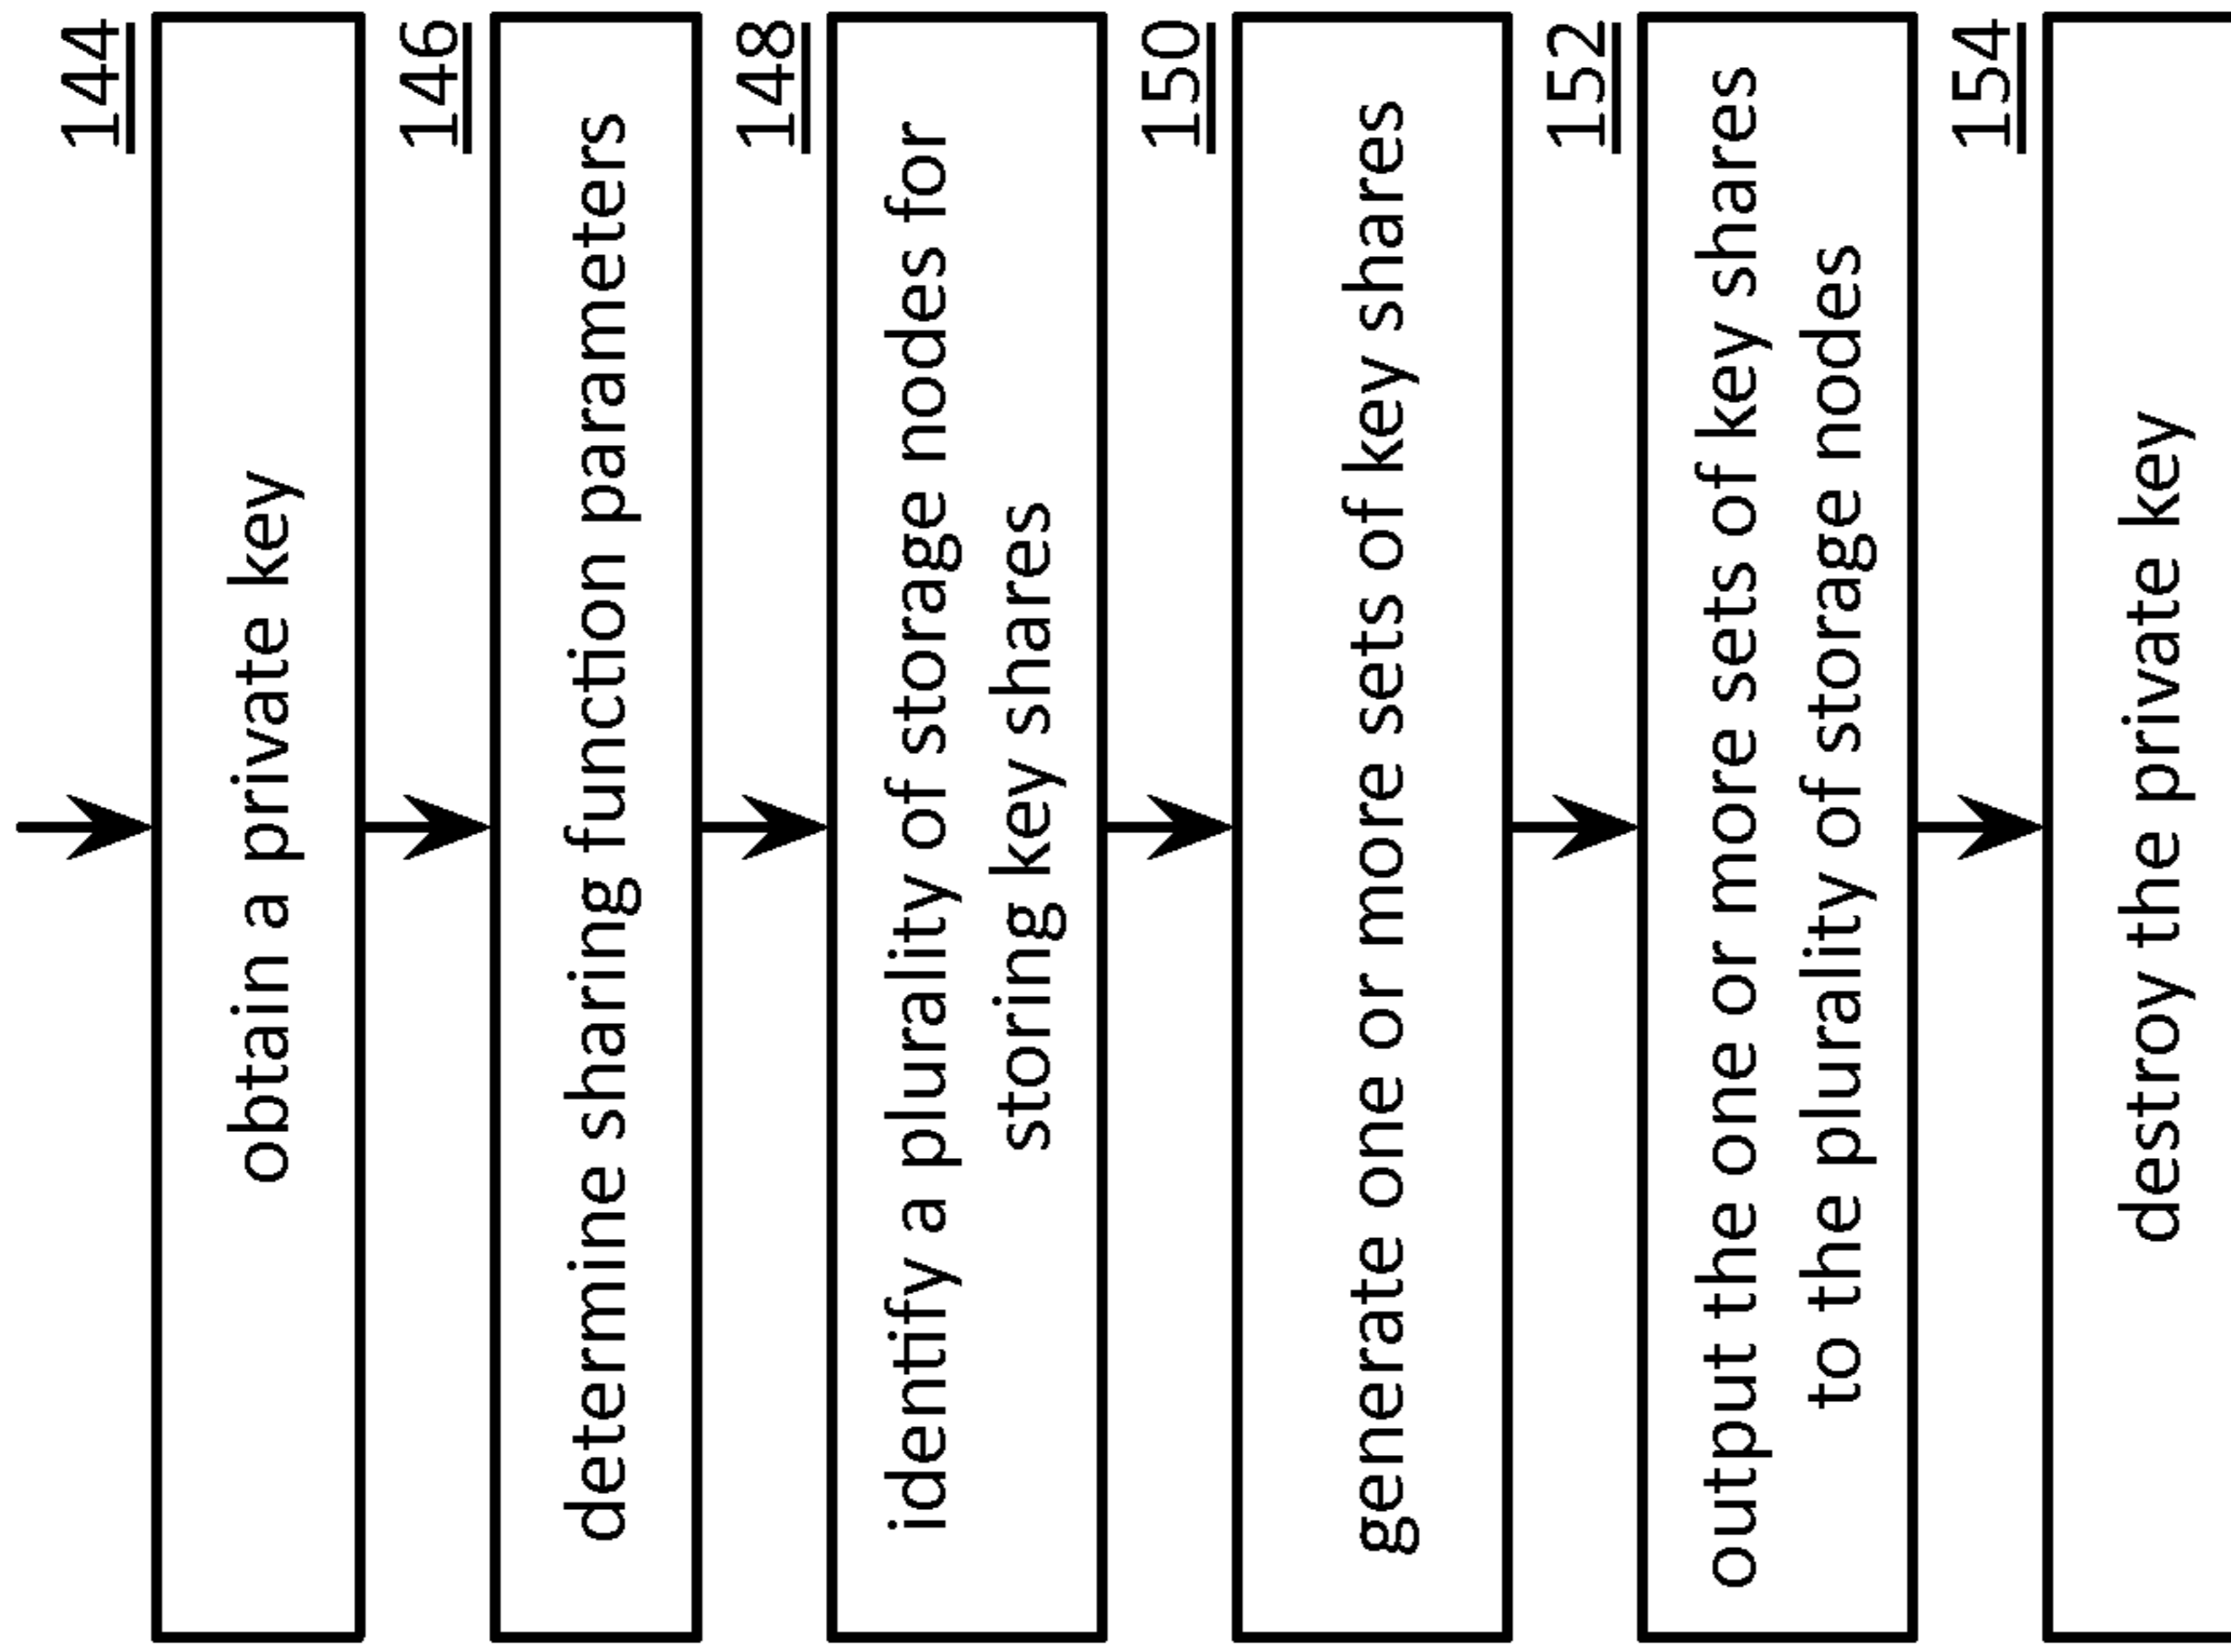 144
obtain a private key
146
determine sharing function parameters
148
identify a plurality of storage nodes for
storing key shares
150
generate one or more sets of key shares
152
output the one or more sets of key shares
to the plurality of storage nodes
154
destroy the private key